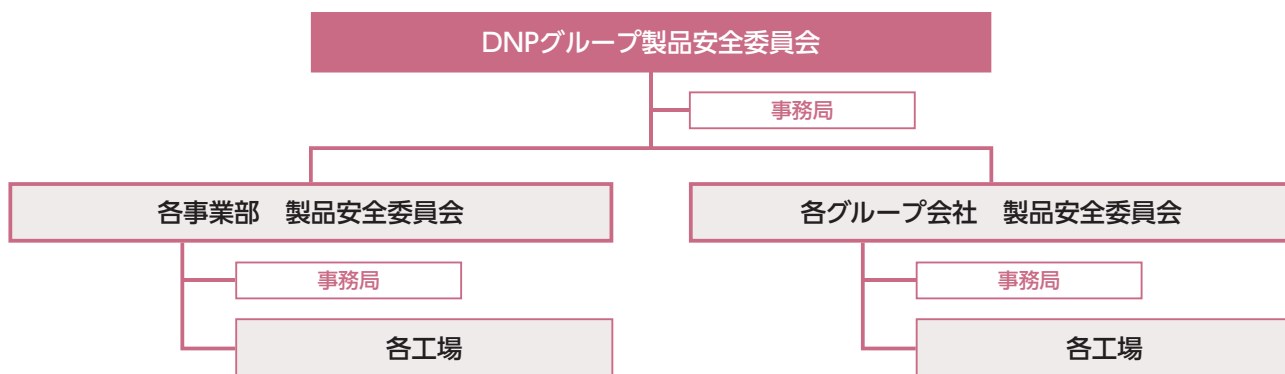 DNPグループ製品安全委員会
事務局
各事業部　製品安全委員会
事務局
各工場
各グループ会社　製品安全委員会
事務局
各工場